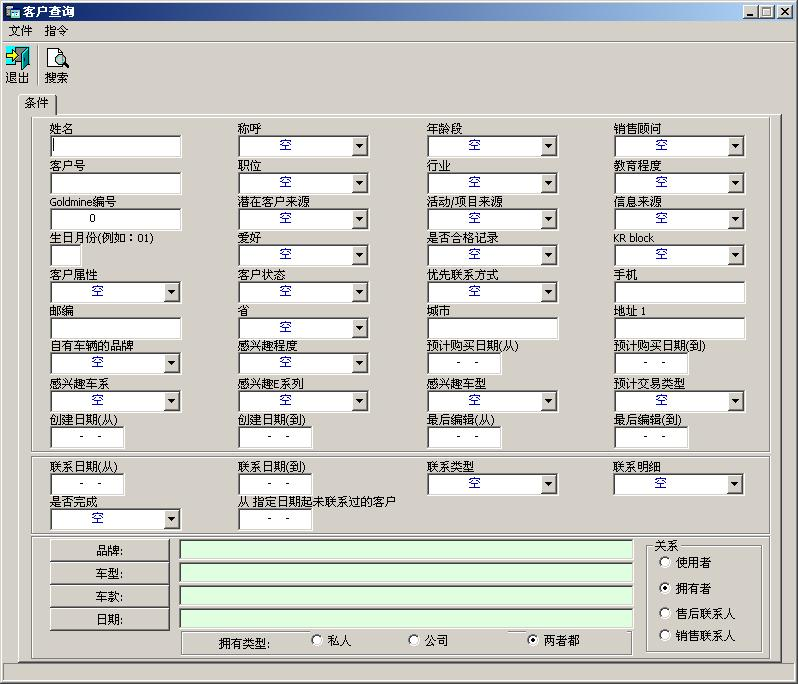 客户查询
文件 指令
退出 搜索
条件
姓名 称呼 年龄段 销售顾问
空 空 空
客户号 职位 行业 教育程度
空 空 空
Goldmine编号 潜在客户来源 活动/项目来源 信息来源
0 空 空 空
生日月份(例如：01) 爱好 是否合格记录 KR block
空 空 空
客户属性 客户状态 优先联系方式 手机
空 空 空
邮编 省 城市 地址 1
空
自有车辆的品牌 感兴趣程度 预计购买日期(从) 预计购买日期(到)
空 空 - - - -
感兴趣车系 感兴趣E系列 感兴趣车型 预计交易类型
空 空 空 空
创建日期(从) 创建日期(到) 最后编辑(从) 最后编辑(到)
- - - - - - - -
联系日期(从) 联系日期(到) 联系类型 联系明细
- - - - 空 空
是否完成 从 指定日期起未联系过的客户
空 - -
品牌:
车型:
车款:
日期:
拥有类型: 私人 公司 两者都
关系
使用者
拥有者
售后联系人
销售联系人